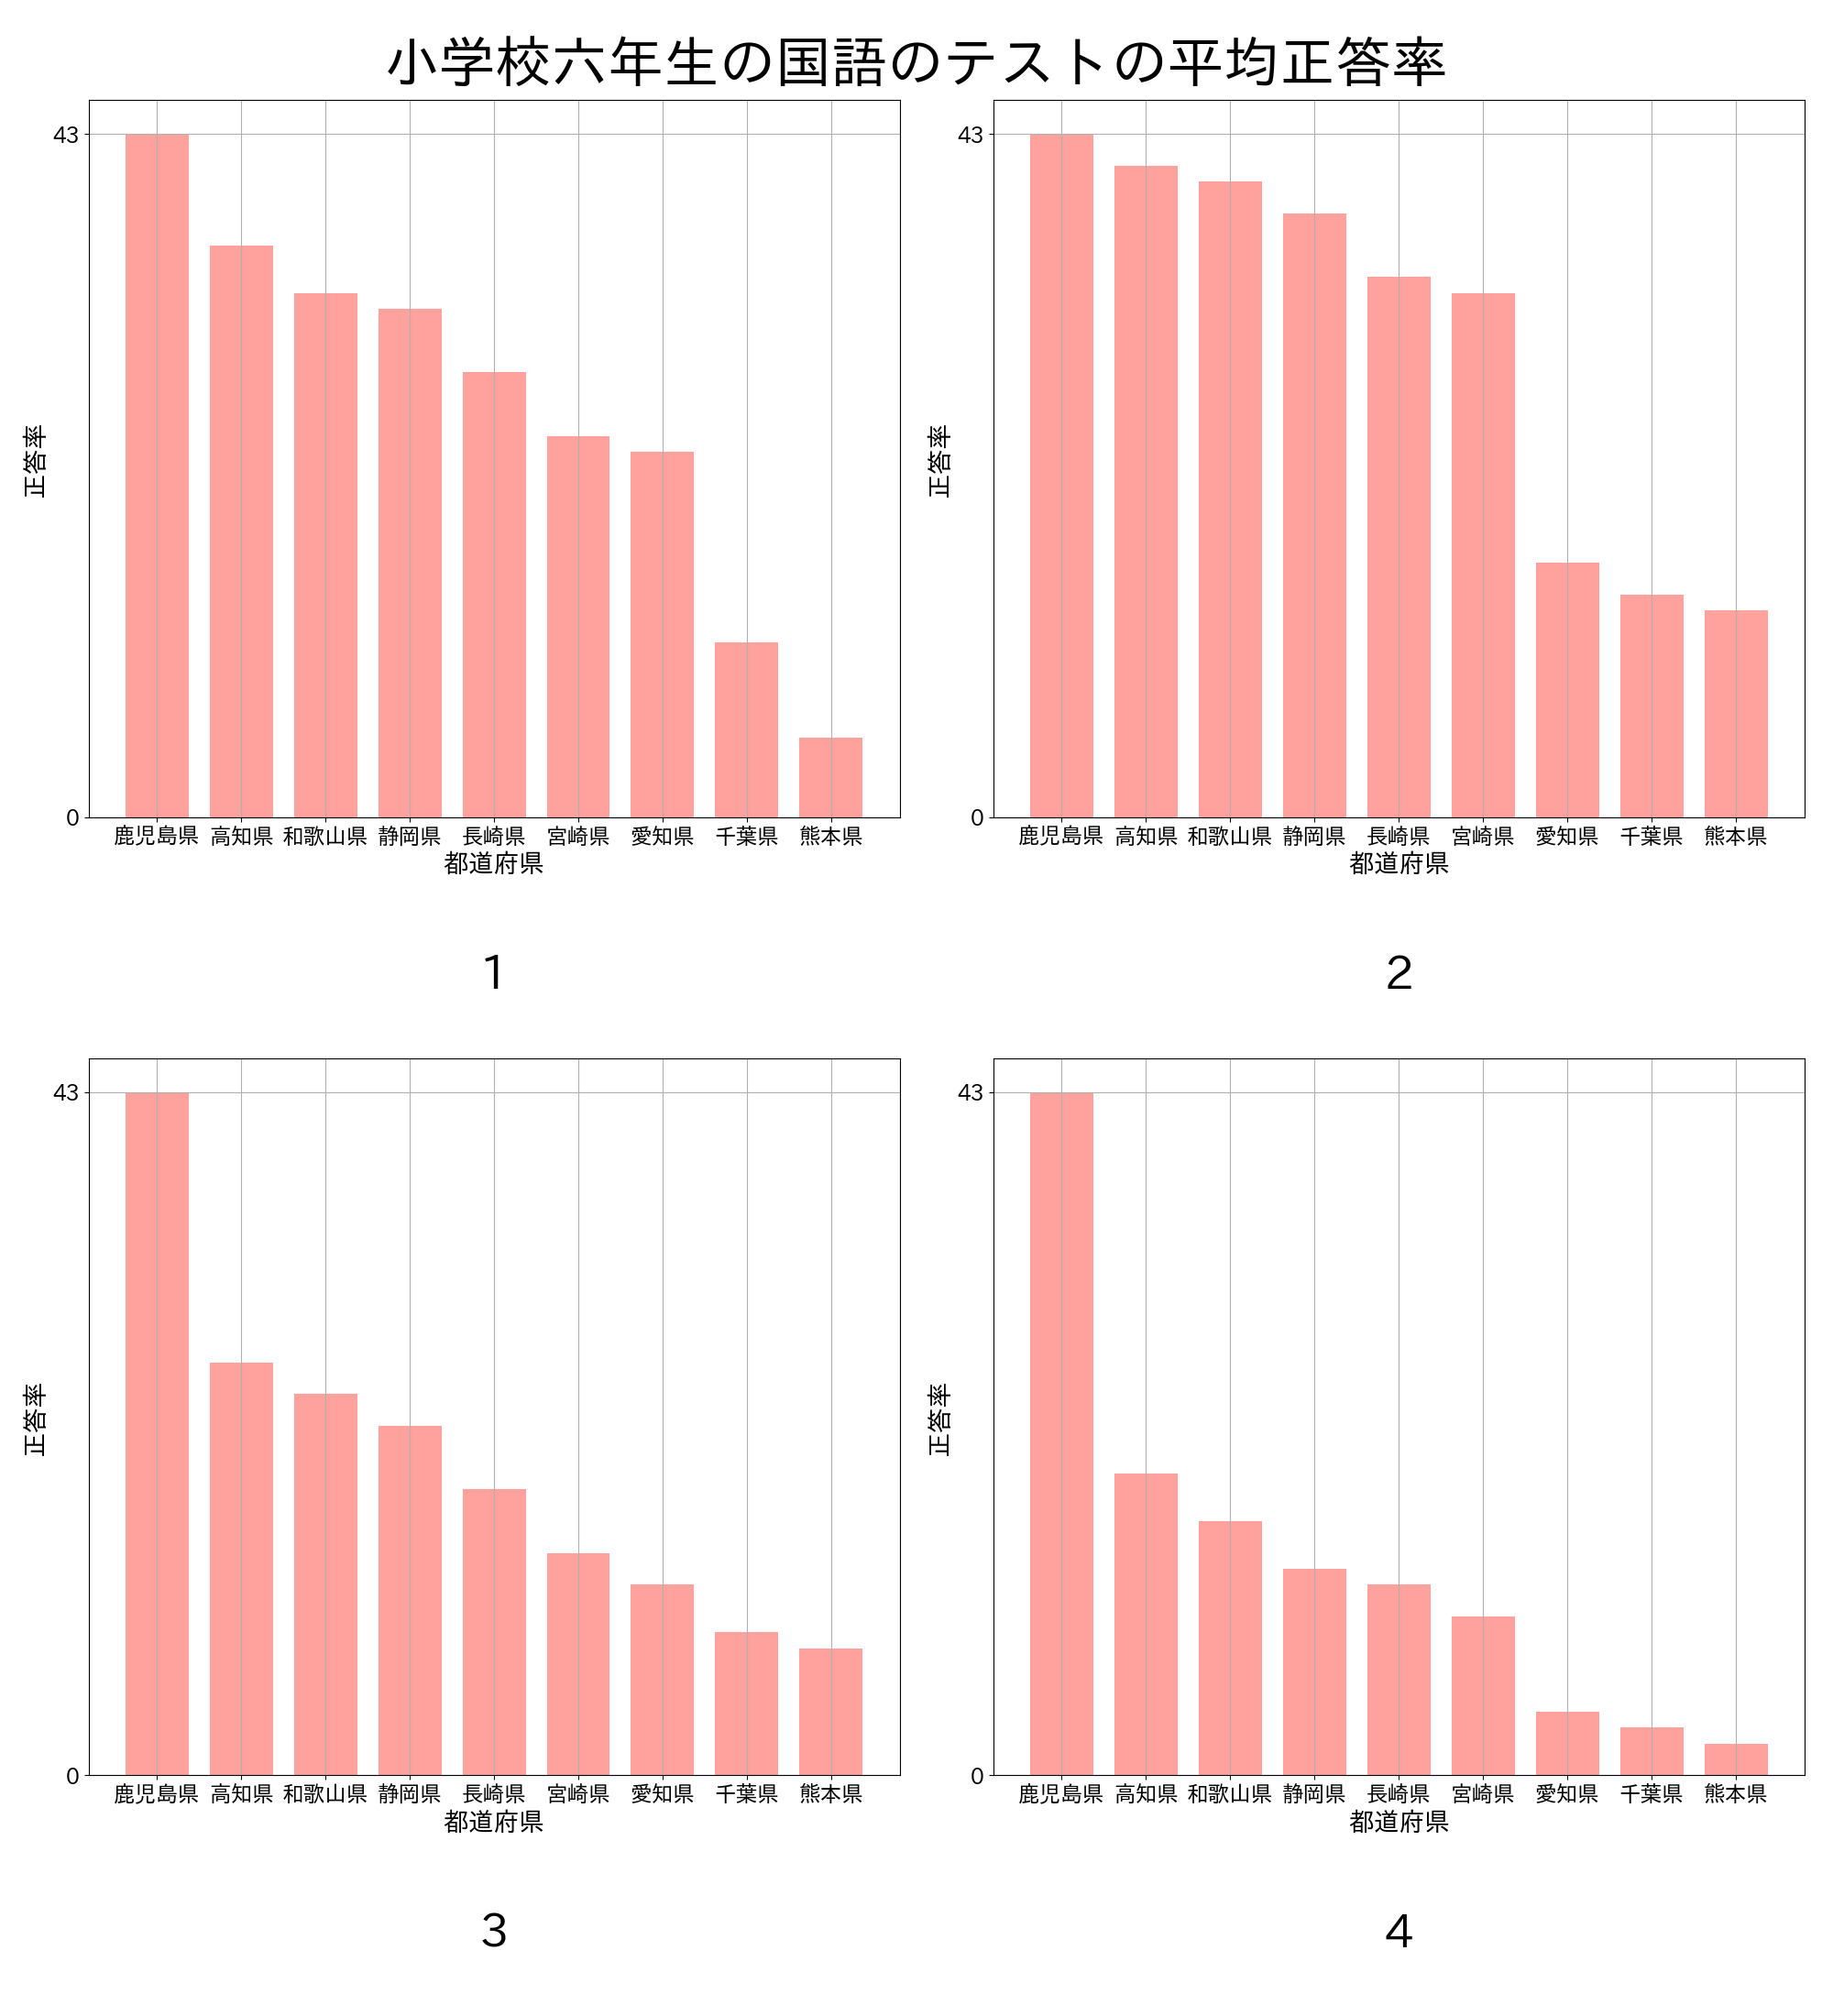 小学校六年生の国語のテストの平均正答率
43
0
正答率
鹿児島県 高知県 和歌山県 静岡県 長崎県 宮崎県 愛知県 千葉県 熊本県
都道府県
1
43
0
正答率
鹿児島県 高知県 和歌山県 静岡県 長崎県 宮崎県 愛知県 千葉県 熊本県
都道府県
2
43
0
正答率
鹿児島県 高知県 和歌山県 静岡県 長崎県 宮崎県 愛知県 千葉県 熊本県
都道府県
3
43
0
正答率
鹿児島県 高知県 和歌山県 静岡県 長崎県 宮崎県 愛知県 千葉県 熊本県
都道府県
4